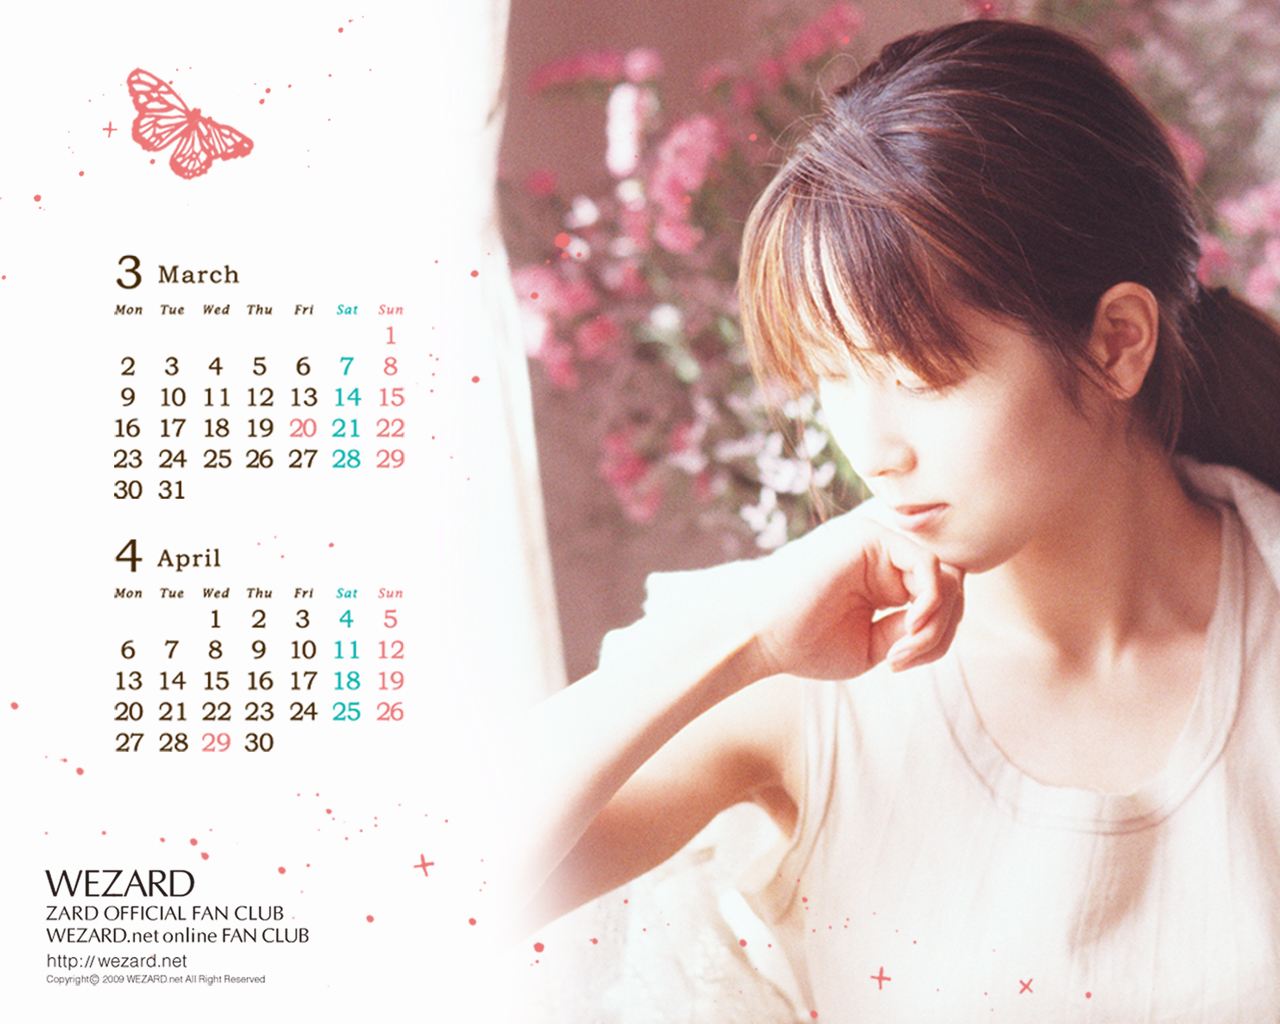 3 March
Mon Tue Wed Thu Fri Sat Sun
1
2 3 4 5 6 7 8
9 10 11 12 13 14 15
16 17 18 19 20 21 22
23 24 25 26 27 28 29
30 31
4 April
Mon Tue Wed Thu Fri Sat Sun
1 2 3 4 5
6 7 8 9 10 11 12
13 14 15 16 17 18 19
20 21 22 23 24 25 26
27 28 29 30
WEZARD
ZARD OFFICIAL FAN CLUB
WEZARD.net online FAN CLUB
http://wezard.net
Copyright© 2009 WEZARD.net All Right Reserved